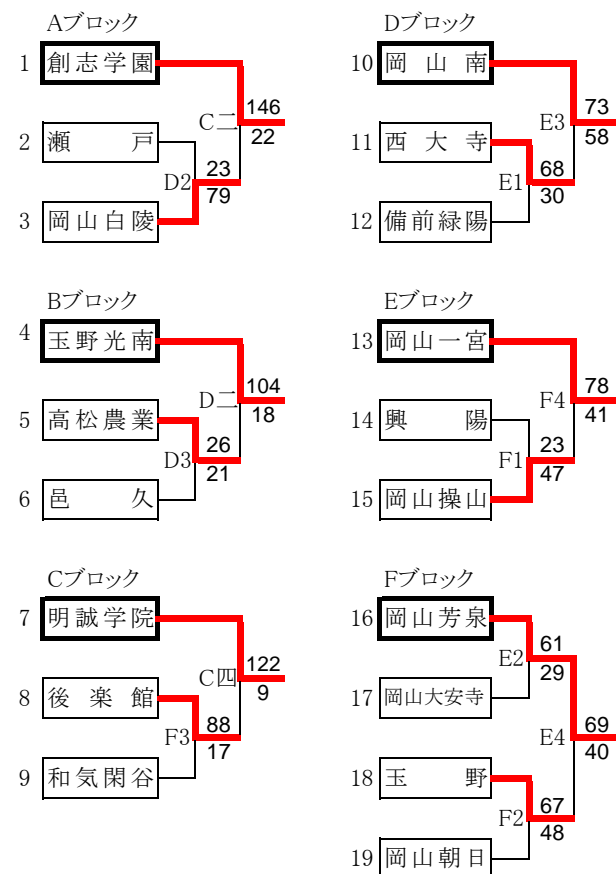 Aブロック
1 創志学園
146
C二
22
2 瀬戸
23
D2
79
3 岡山白陵
Bブロック
4 玉野光南
104
D二
18
5 高松農業
26
D3
21
6 邑久
Cブロック
7 明誠学院
122
C四
9
8 後楽館
88
F3
17
9 和気閑谷
Dブロック
10 岡山南
73
E3
58
11 西大寺
68
E1
30
12 備前緑陽
Eブロック
13 岡山一宮
78
F4
41
14 興陽
23
F1
47
15 岡山操山
Fブロック
16 岡山芳泉
61
E2
29
17 岡山大安寺
69
E4
40
18 玉野
67
F2
48
19 岡山朝日